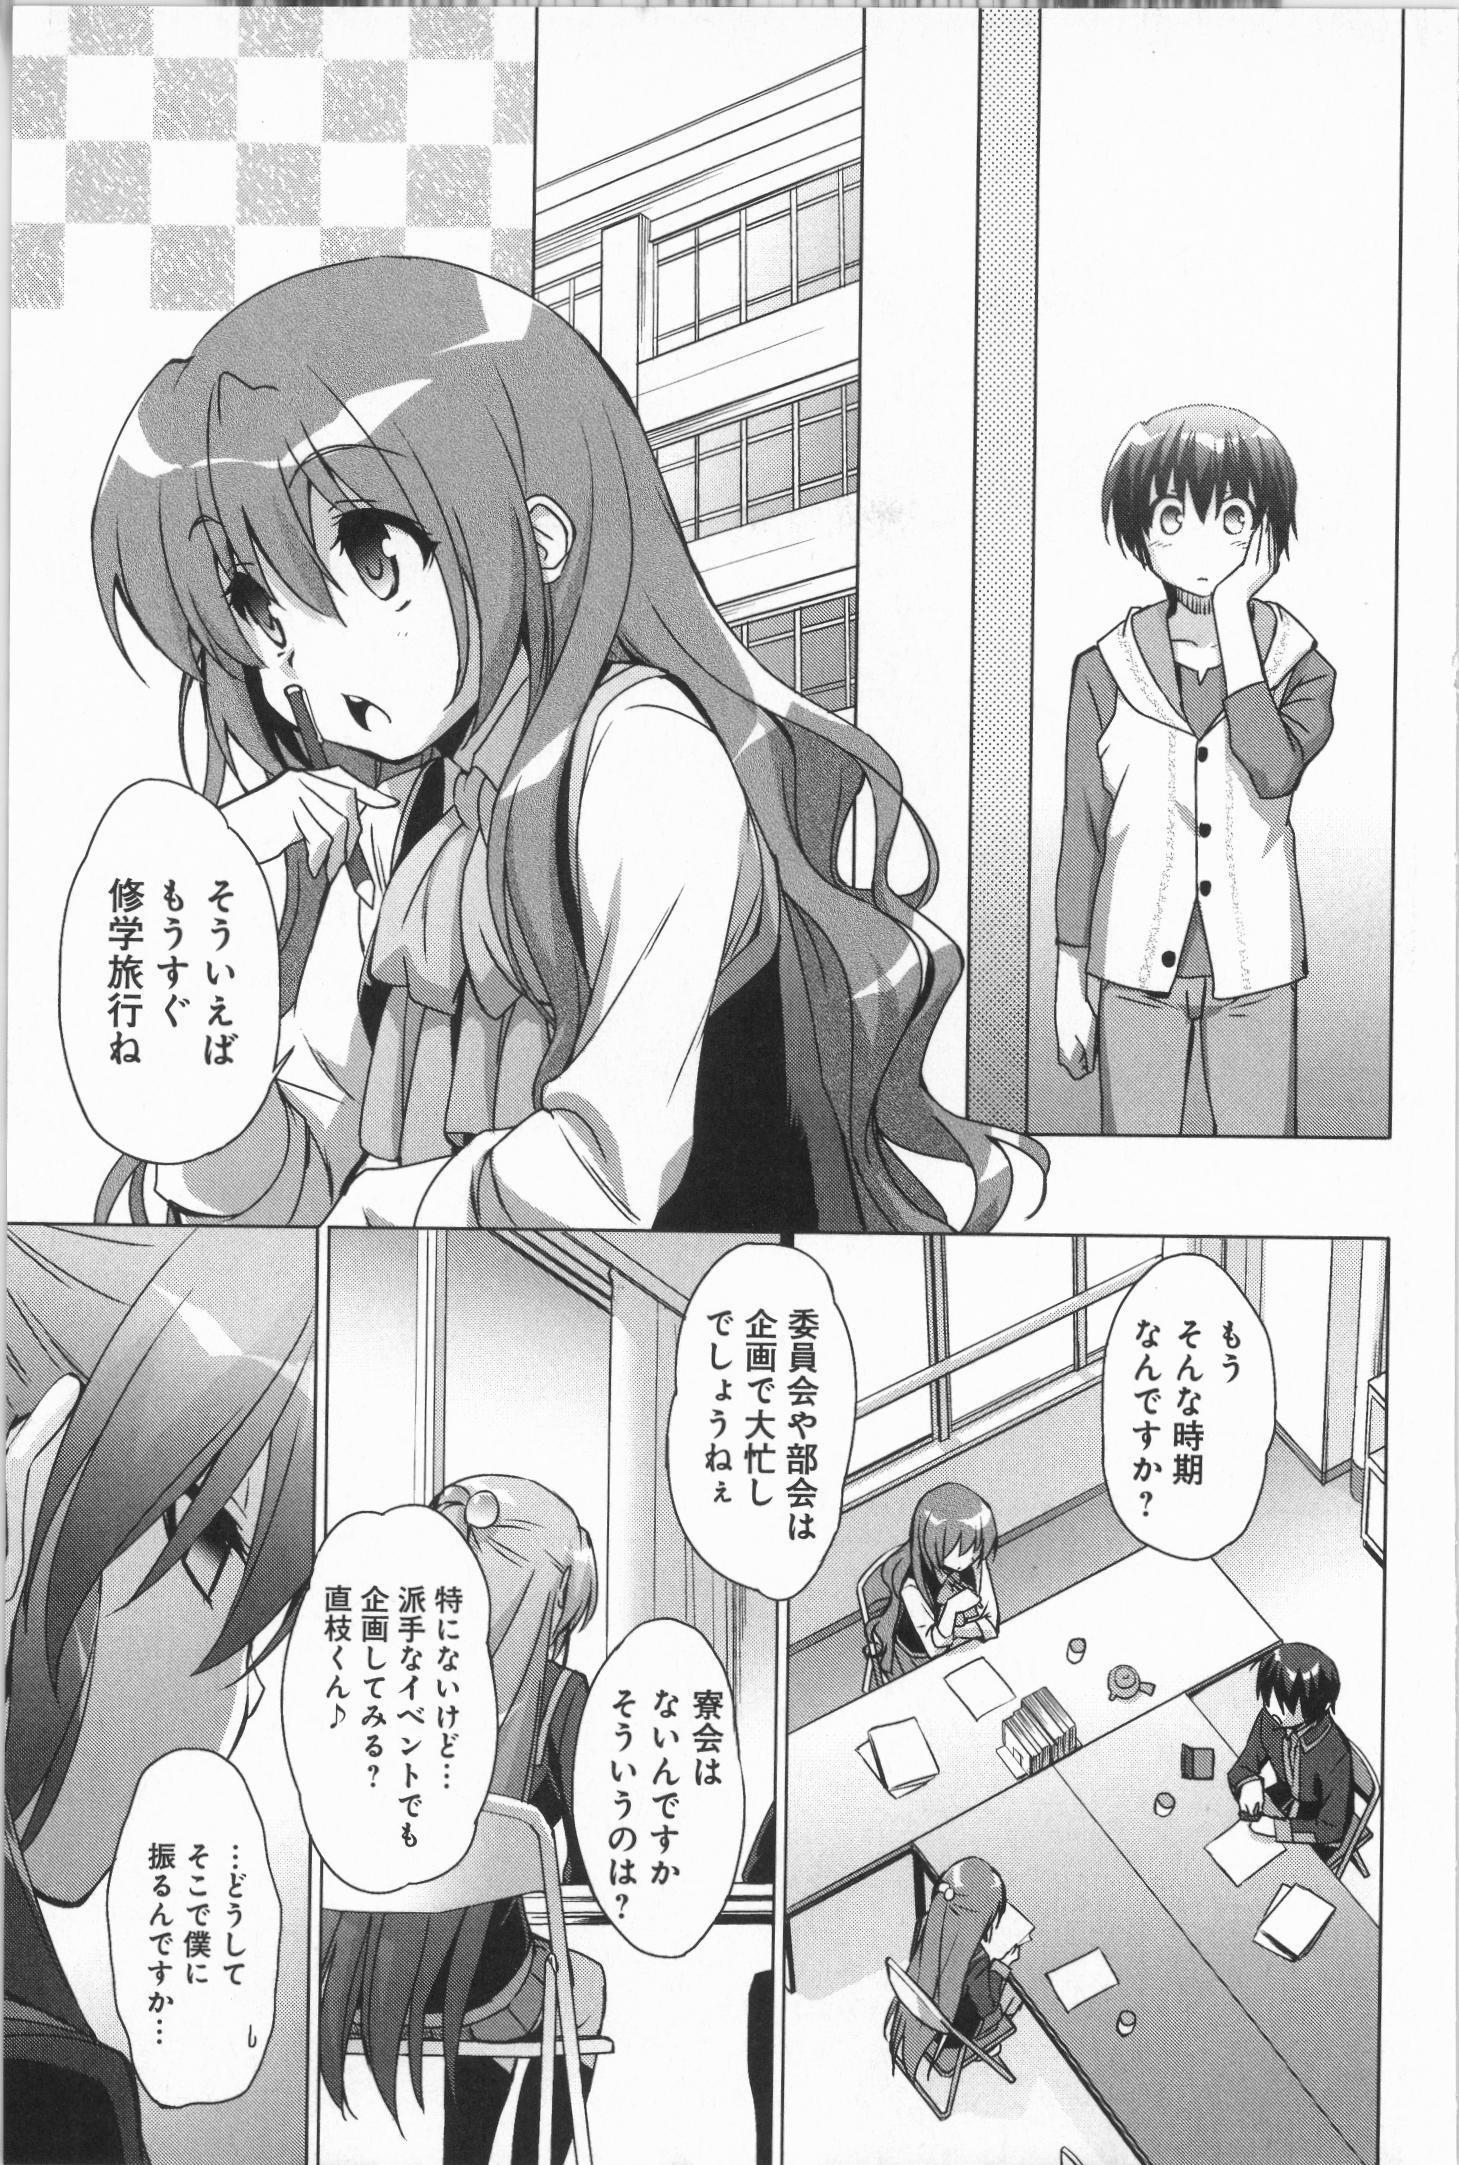 そういえば
もうすぐ
修学旅行ね
もう
そんな時期
なんですか?
委員会や部会は
企画で大忙し
でしょうねぇ
寮会は
ないんですか
そういうのは?
特にないけど…
派手なイベントでも
企画してみる?
直枝くん♪
…どうして
そこで僕に
振るんですか…